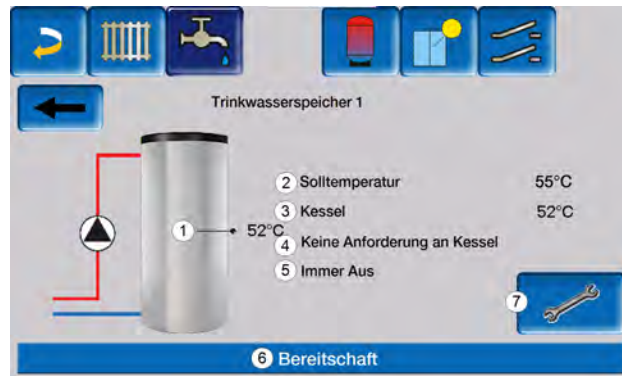 Trinkwasserspeicher 1
2 Solltemperatur 55°C
3 Kessel 52°C
1 52°C
4 Keine Anforderung an Kessel
5 Immer Aus
7
6 Bereitschaft